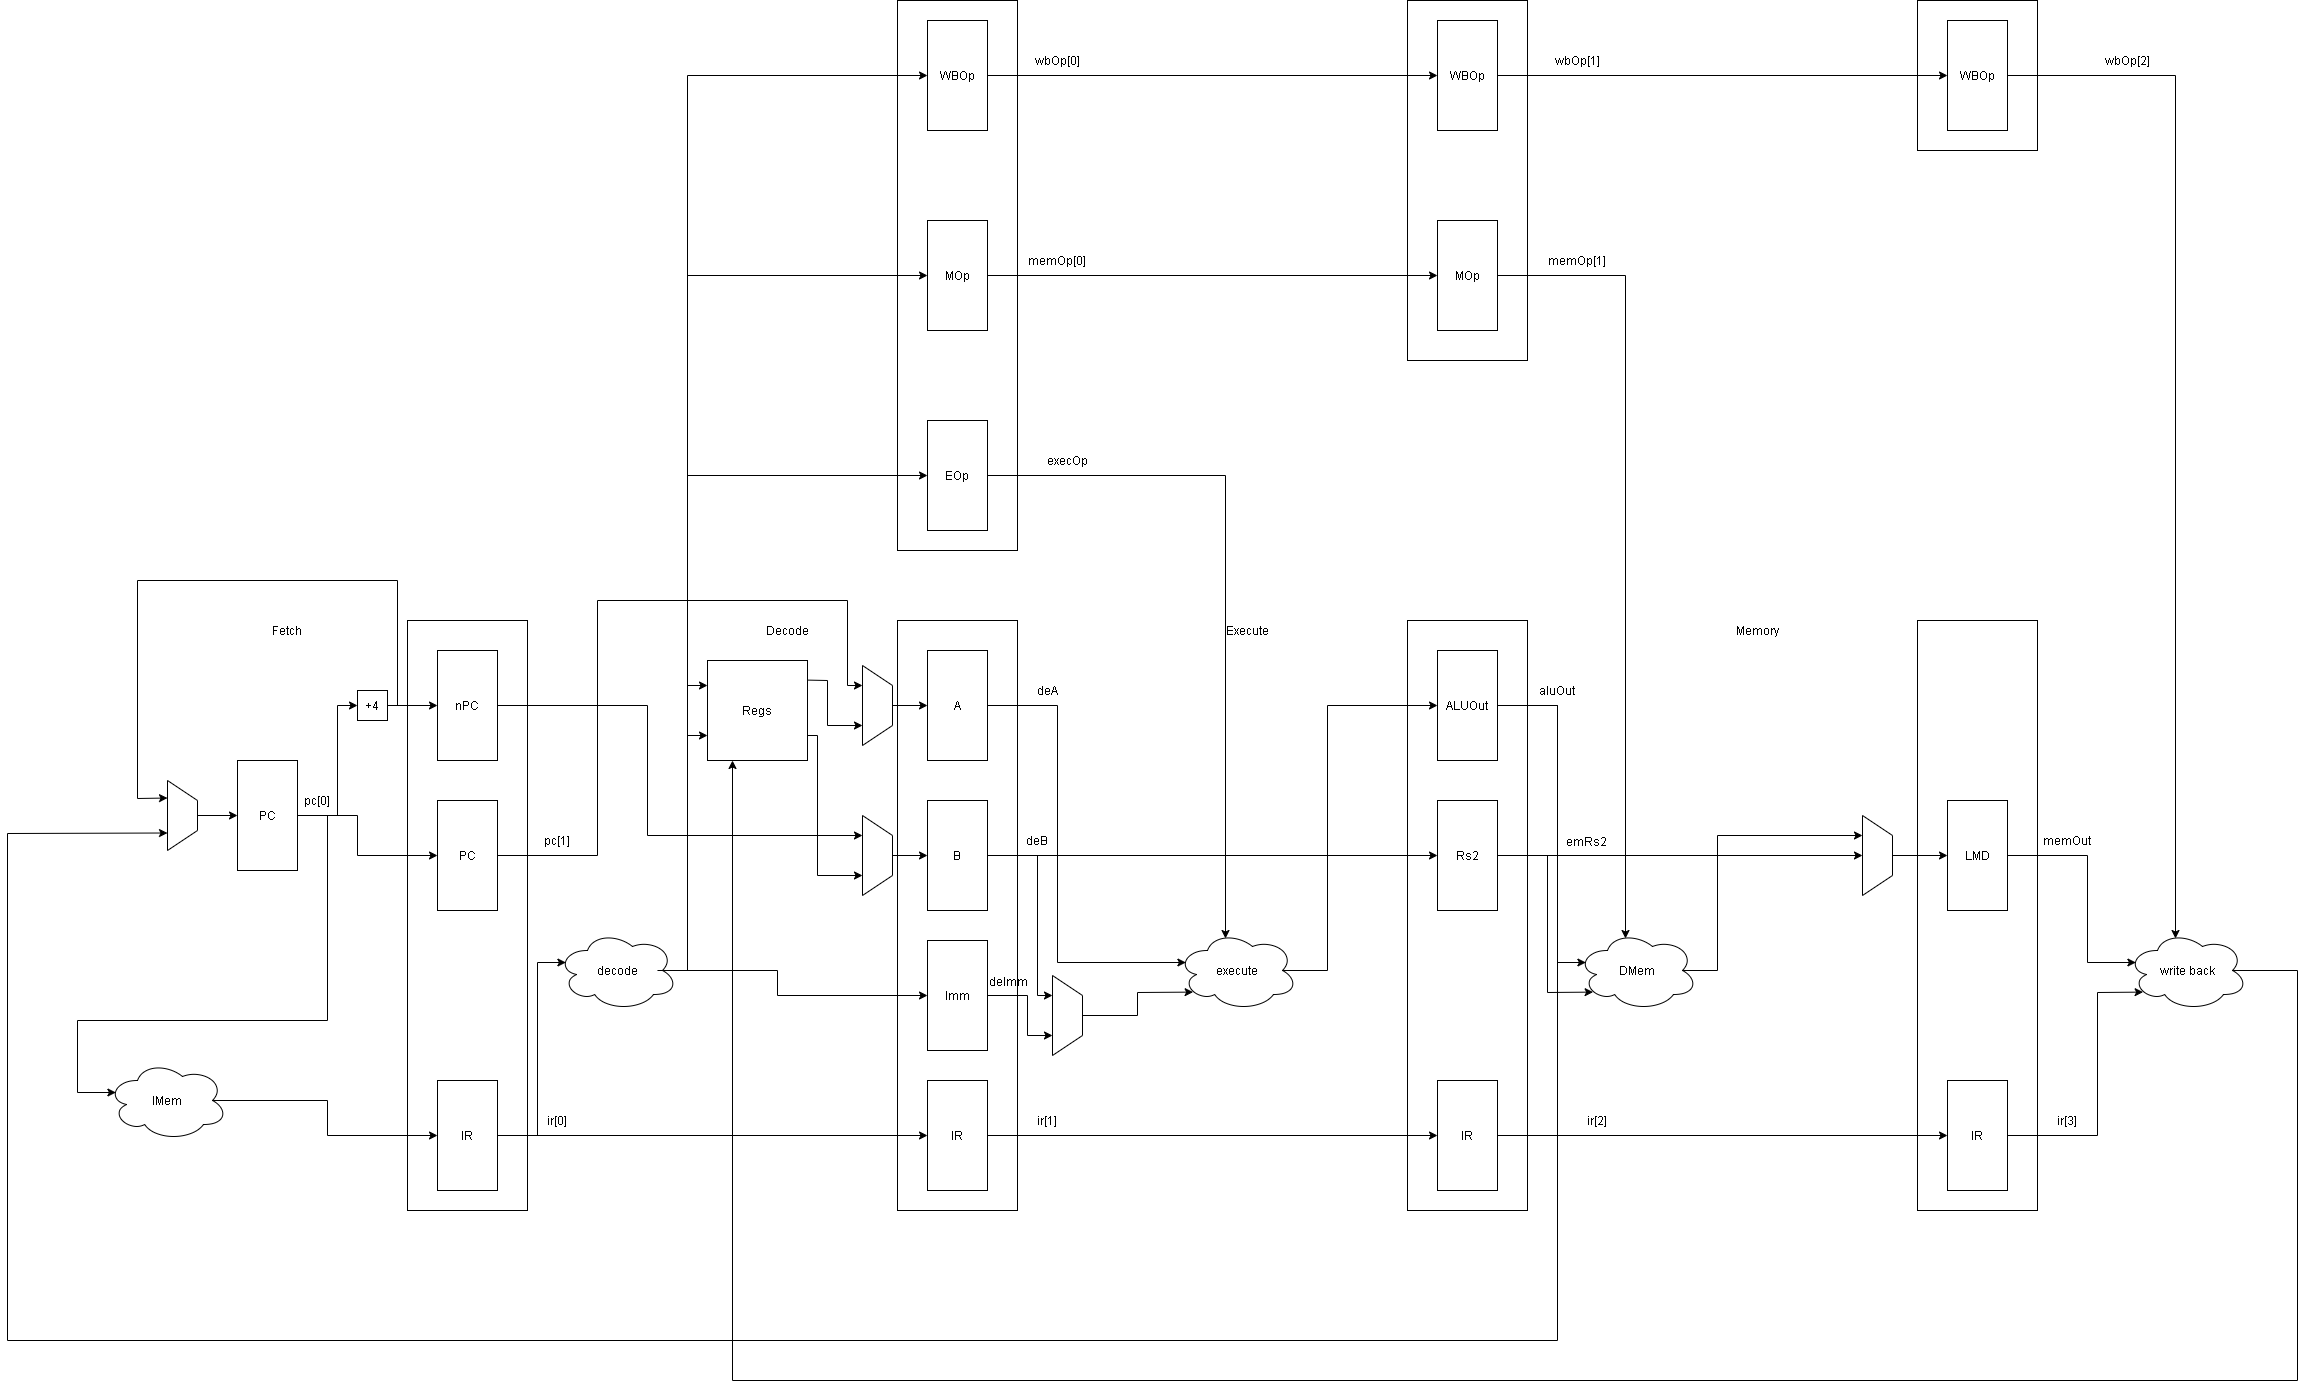 wbOp[0]
wbOp[1]
wbOp[2]
WBOp
WBOp
WBOp
memOp[0]
memOp[1]
MOp
MOp
execOp
EOp
Fetch
Decode
Execute
Memory
deA
aluOut
+4
nPC
Regs
A
ALUOut
pc[0]
PC
pc[1]
deB
emRs2
memOut
PC
B
Rs2
LMD
decode
execute
DMem
write back
deImm
Imm
IMem
ir[0]
ir[1]
ir[2]
ir[3]
IR
IR
IR
IR